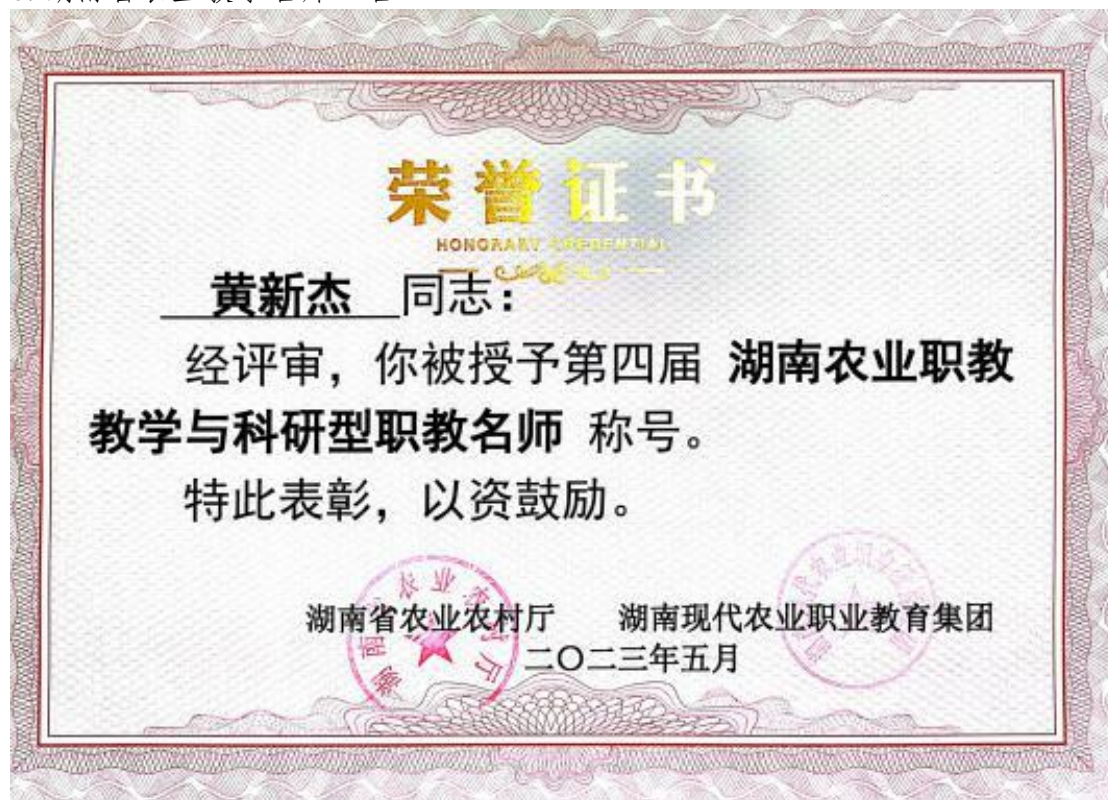 荣誉证书
HONORARY CREDENTIAL
黄新杰 同志：
经评审，你被授予第四届 湖南农业职教
教学与科研型职教名师 称号。
特此表彰，以资鼓励。
湖南省农业农村厅 湖南现代农业职业教育集团
二〇二三年五月